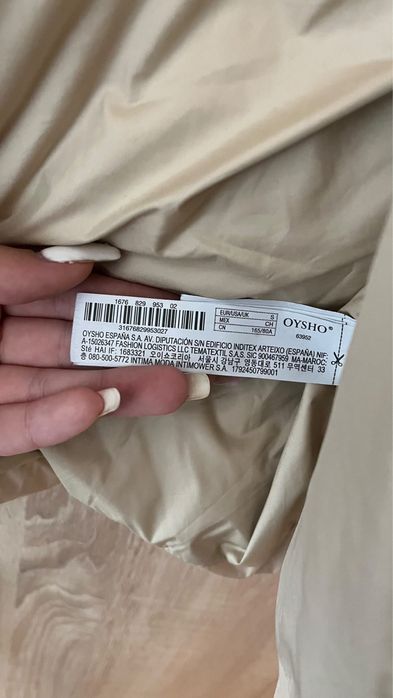 1676 829 953 02
31676829953027
EUR/USA/UK S
MEX CH
CN 165/80A
OYSHO®
63952
OYSHO ESPAÑA S.A. AV. DIPUTACIÓN S/N EDIFICIO INDITEX ARTEIXO (ESPAÑA) NIF:
A-15026347 FASHION LOGISTICS LLC TEMATEXTIL S.A.S. SIC 900467959 MA-MAROC:
Shé HAI IF: 1683321 오이쇼코리아 서울시 강남구 영동대로 511 무역센터 33
층 080-500-5772 INTIMA MODA INTIMOWER S.A. 1792450799001